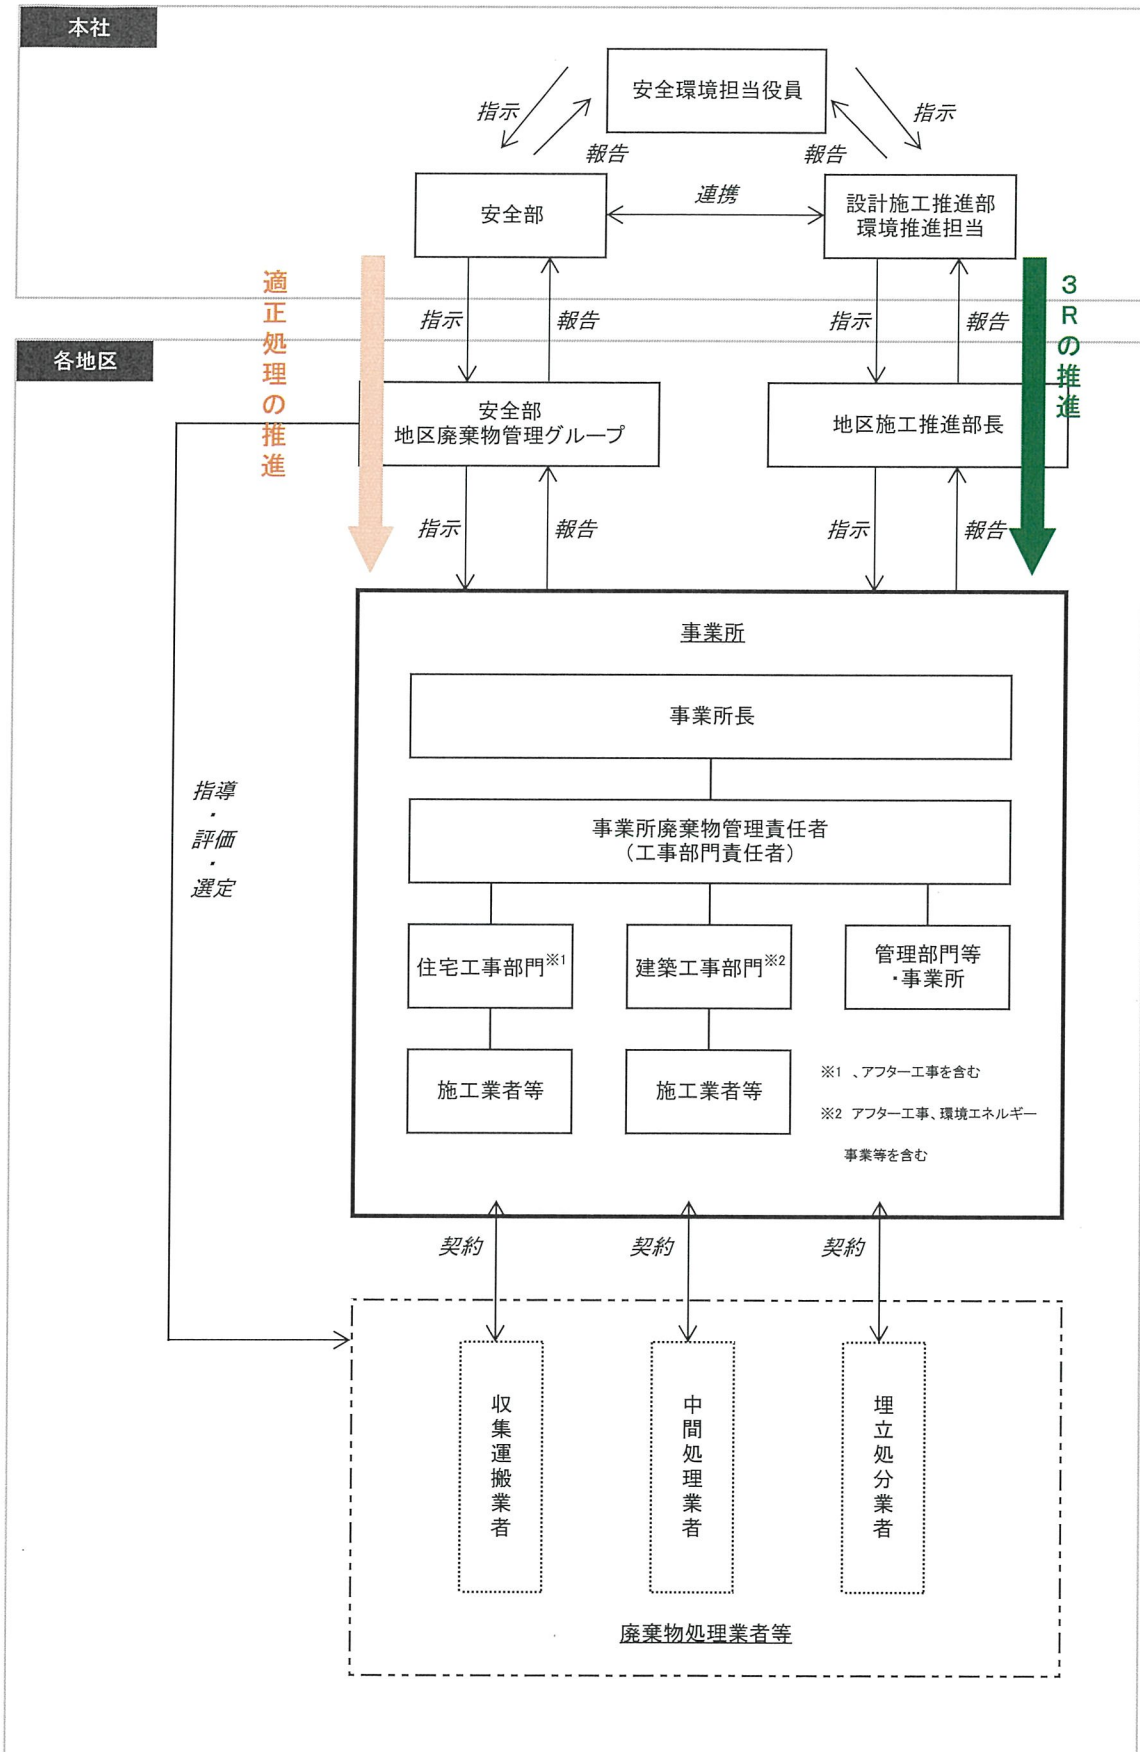 本社
安全環境担当役員
指示
報告
報告
指示
安全部
連携
設計施工推進部
環境推進担当
適正処理の推進
3Rの推進
指示
報告
指示
報告
各地区
安全部
地区廃棄物管理グループ
地区施工推進部長
指示
報告
指示
報告
事業所
事業所長
事業所廃棄物管理責任者
（工事部門責任者）
住宅工事部門※1
建築工事部門※2
管理部門等
・事業所
施工業者等
施工業者等
※1 、アフター工事を含む
※2 アフター工事、環境エネルギー
事業等を含む
指導
・
評価
・
選定
契約
契約
契約
収集運搬業者
中間処理業者
埋立処分業者
廃棄物処理業者等